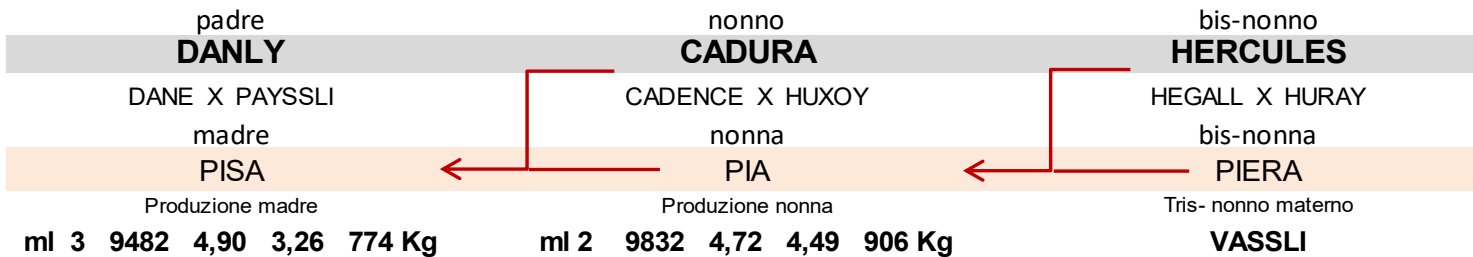 padre nonno bis-nonno
DANLY CADURA HERCULES
DANE X PAYSSLI CADENCE X HUXOY HEGALL X HURAY
madre nonna bis-nonna
PISA PIA PIERA
Produzione madre Produzione nonna Tris- nonno materno
ml 3 9482 4,90 3,26 774 Kg ml 2 9832 4,72 4,49 906 Kg VASSLI